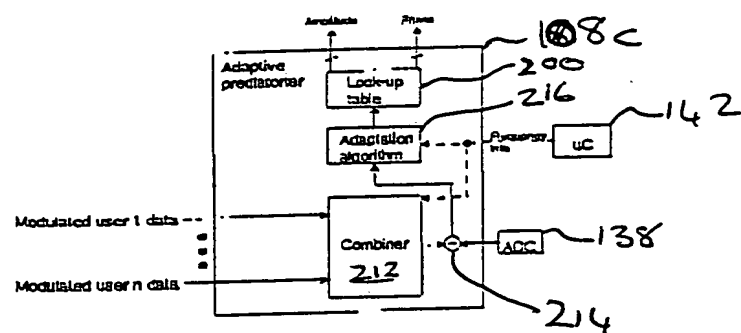 Amplitude Phase
108c
Adaptive
predistorter
Look-up
table
200
216
Adaptation
algorithm
142
Frequency
info
uC
Modulated user 1 data
Combiner
212
ADC
138
Modulated user n data
214